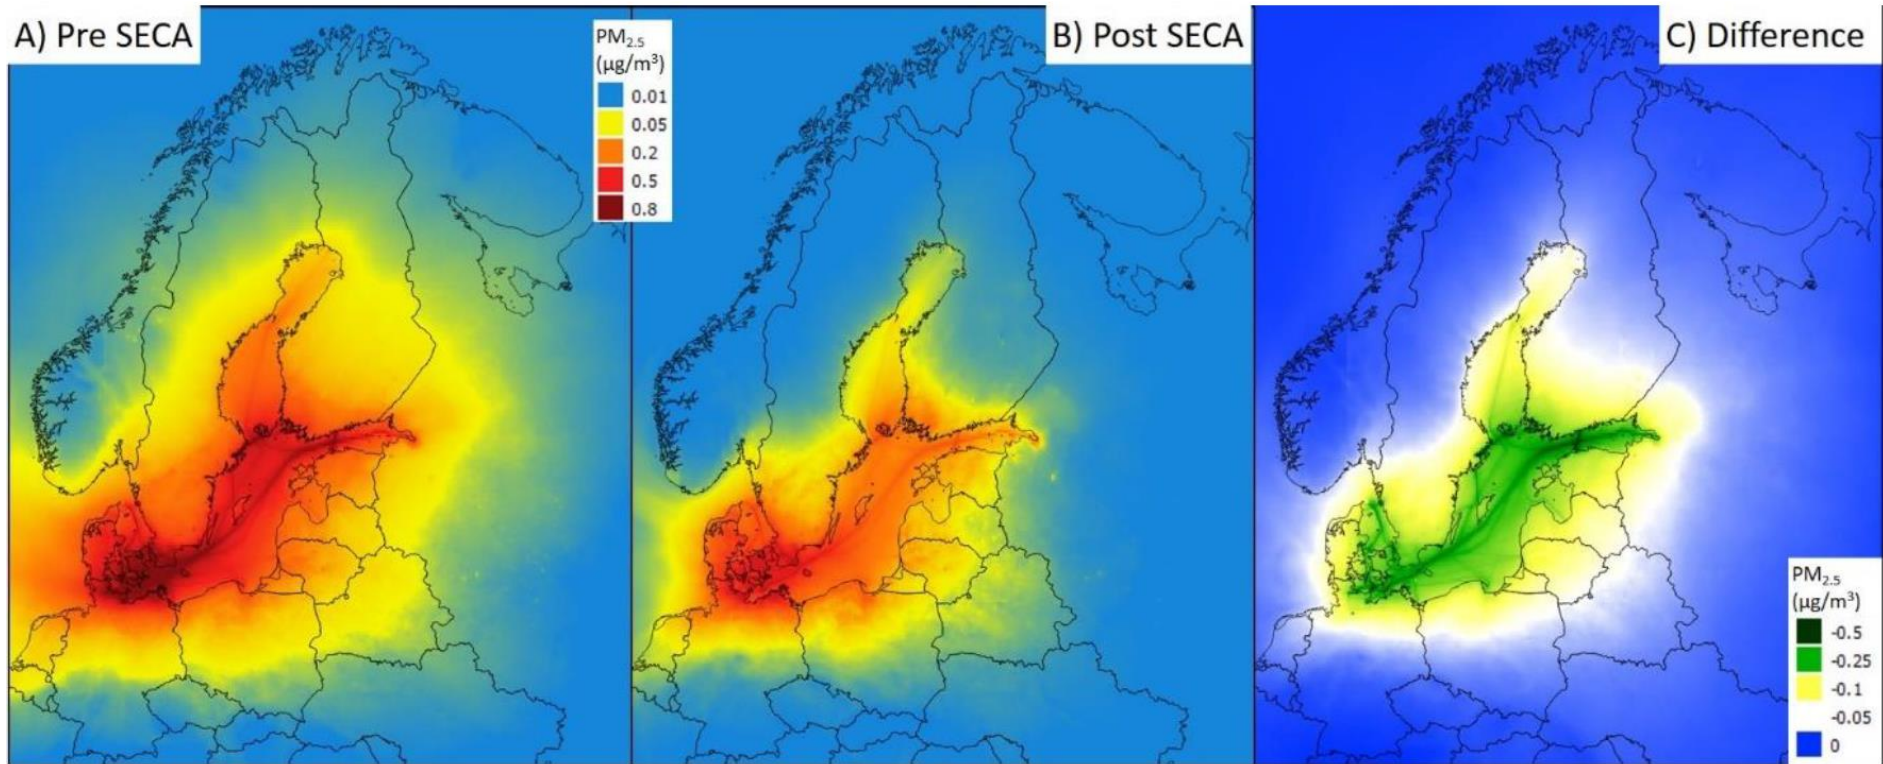 A) Pre SECA
PM2.5
(µg/m³)
0.01
0.05
0.2
0.5
0.8
B) Post SECA
C) Difference
PM2.5
(µg/m³)
-0.5
-0.25
-0.1
-0.05
0